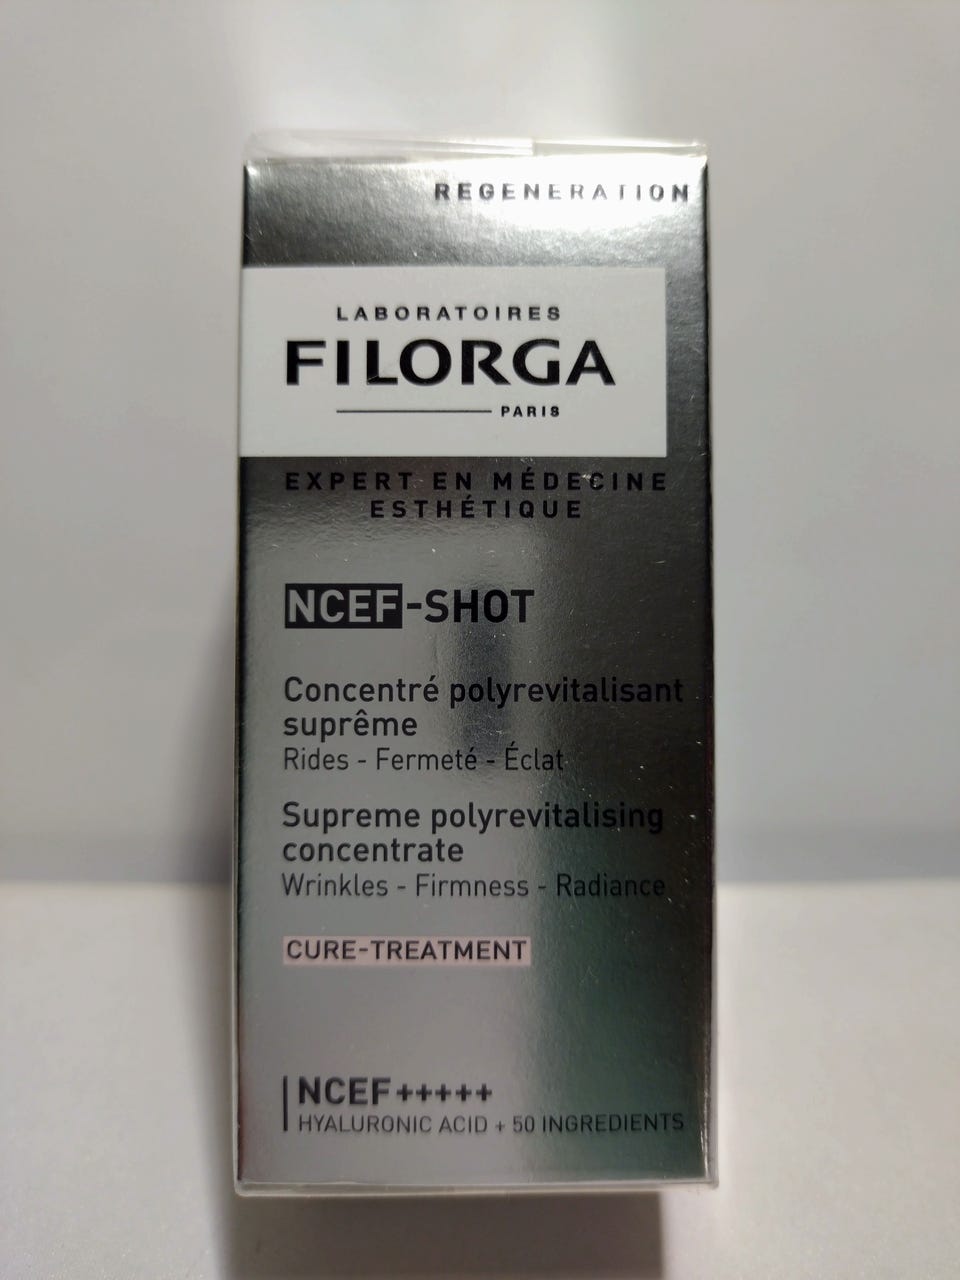 REGENERATION
LABORATOIRES
FILORGA
PARIS
EXPERT EN MÉDECINE
ESTHÉTIQUE
NCEF-SHOT
Concentré polyrevitalisant
suprême
Rides - Fermeté - Éclat
Supreme polyrevitalising
concentrate
Wrinkles - Firmness - Radiance
CURE-TREATMENT
NCEF+++++
HYALURONIC ACID + 50 INGREDIENTS